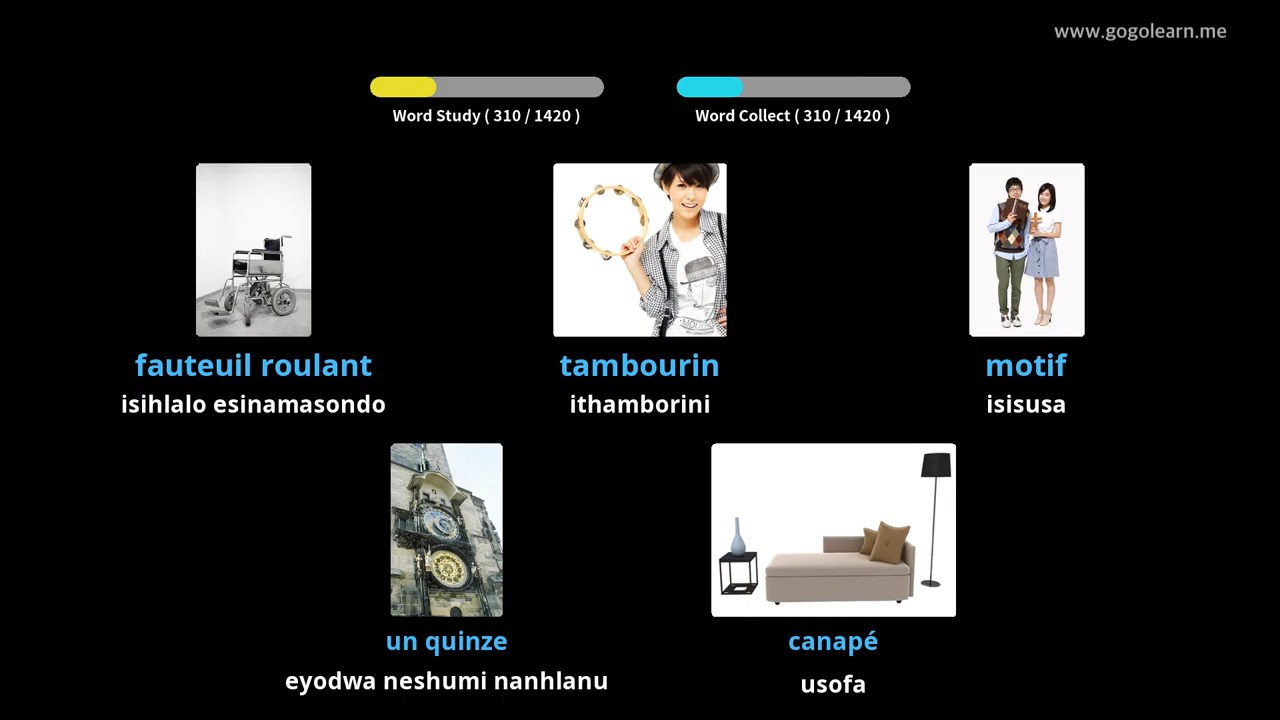 www.gogolearn.me
Word Study ( 310 / 1420 )
Word Collect ( 310 / 1420 )
fauteuil roulant
isihlalo esinamasondo
tambourin
ithamborini
motif
isisusa
un quinze
eyodwa neshumi nanhlanu
canapé
usofa